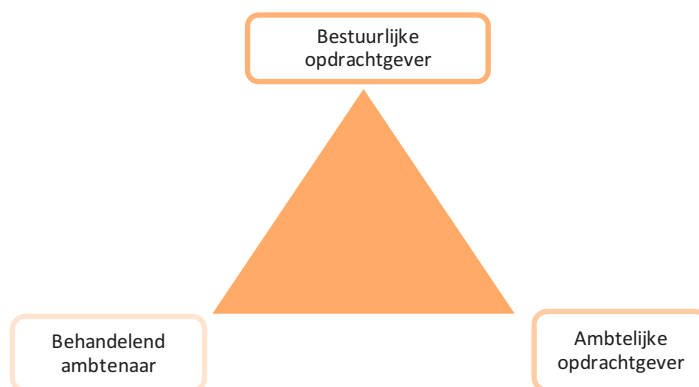 Bestuurlijke
opdrachtgever
Behandelend
ambtenaar
Ambtelijke
opdrachtgever